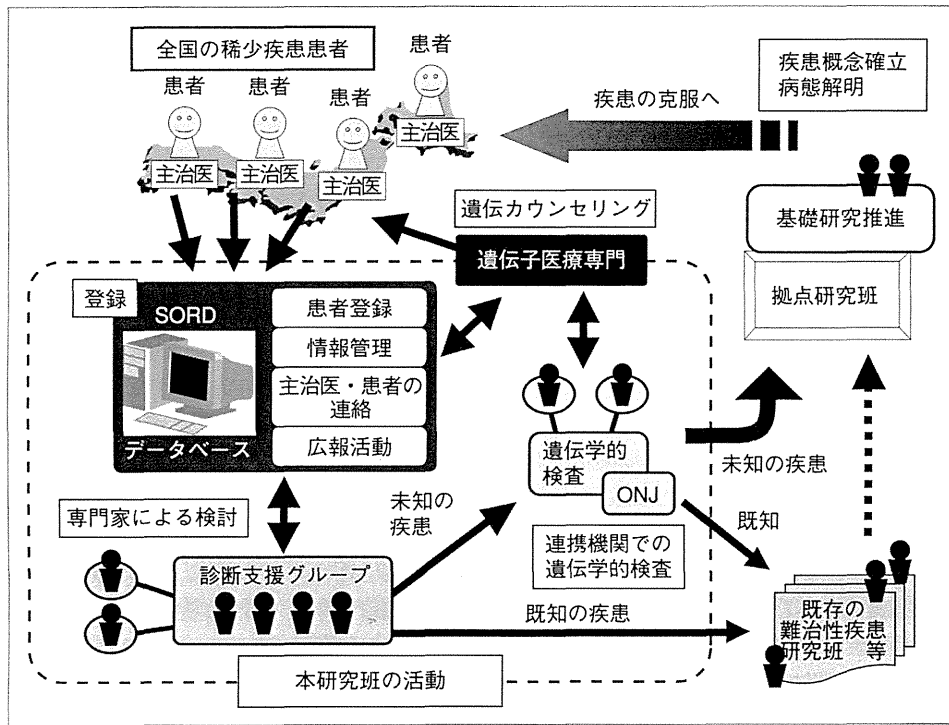 全国の稀少疾患患者
患者
患者
患者
患者
主治医
主治医
主治医
主治医
疾患の克服へ
疾患概念確立
病態解明
遺伝カウンセリング
遺伝子医療専門
基礎研究推進
拠点研究班
登録
SORD
データベース
患者登録
情報管理
主治医・患者の
連絡
広報活動
遺伝学的
検査
ONJ
未知の疾患
既知
連携機関での
遺伝学的検査
専門家による検討
未知の
疾患
診断支援グループ
既知の疾患
既存の
難治性疾患
研究班 等
本研究班の活動